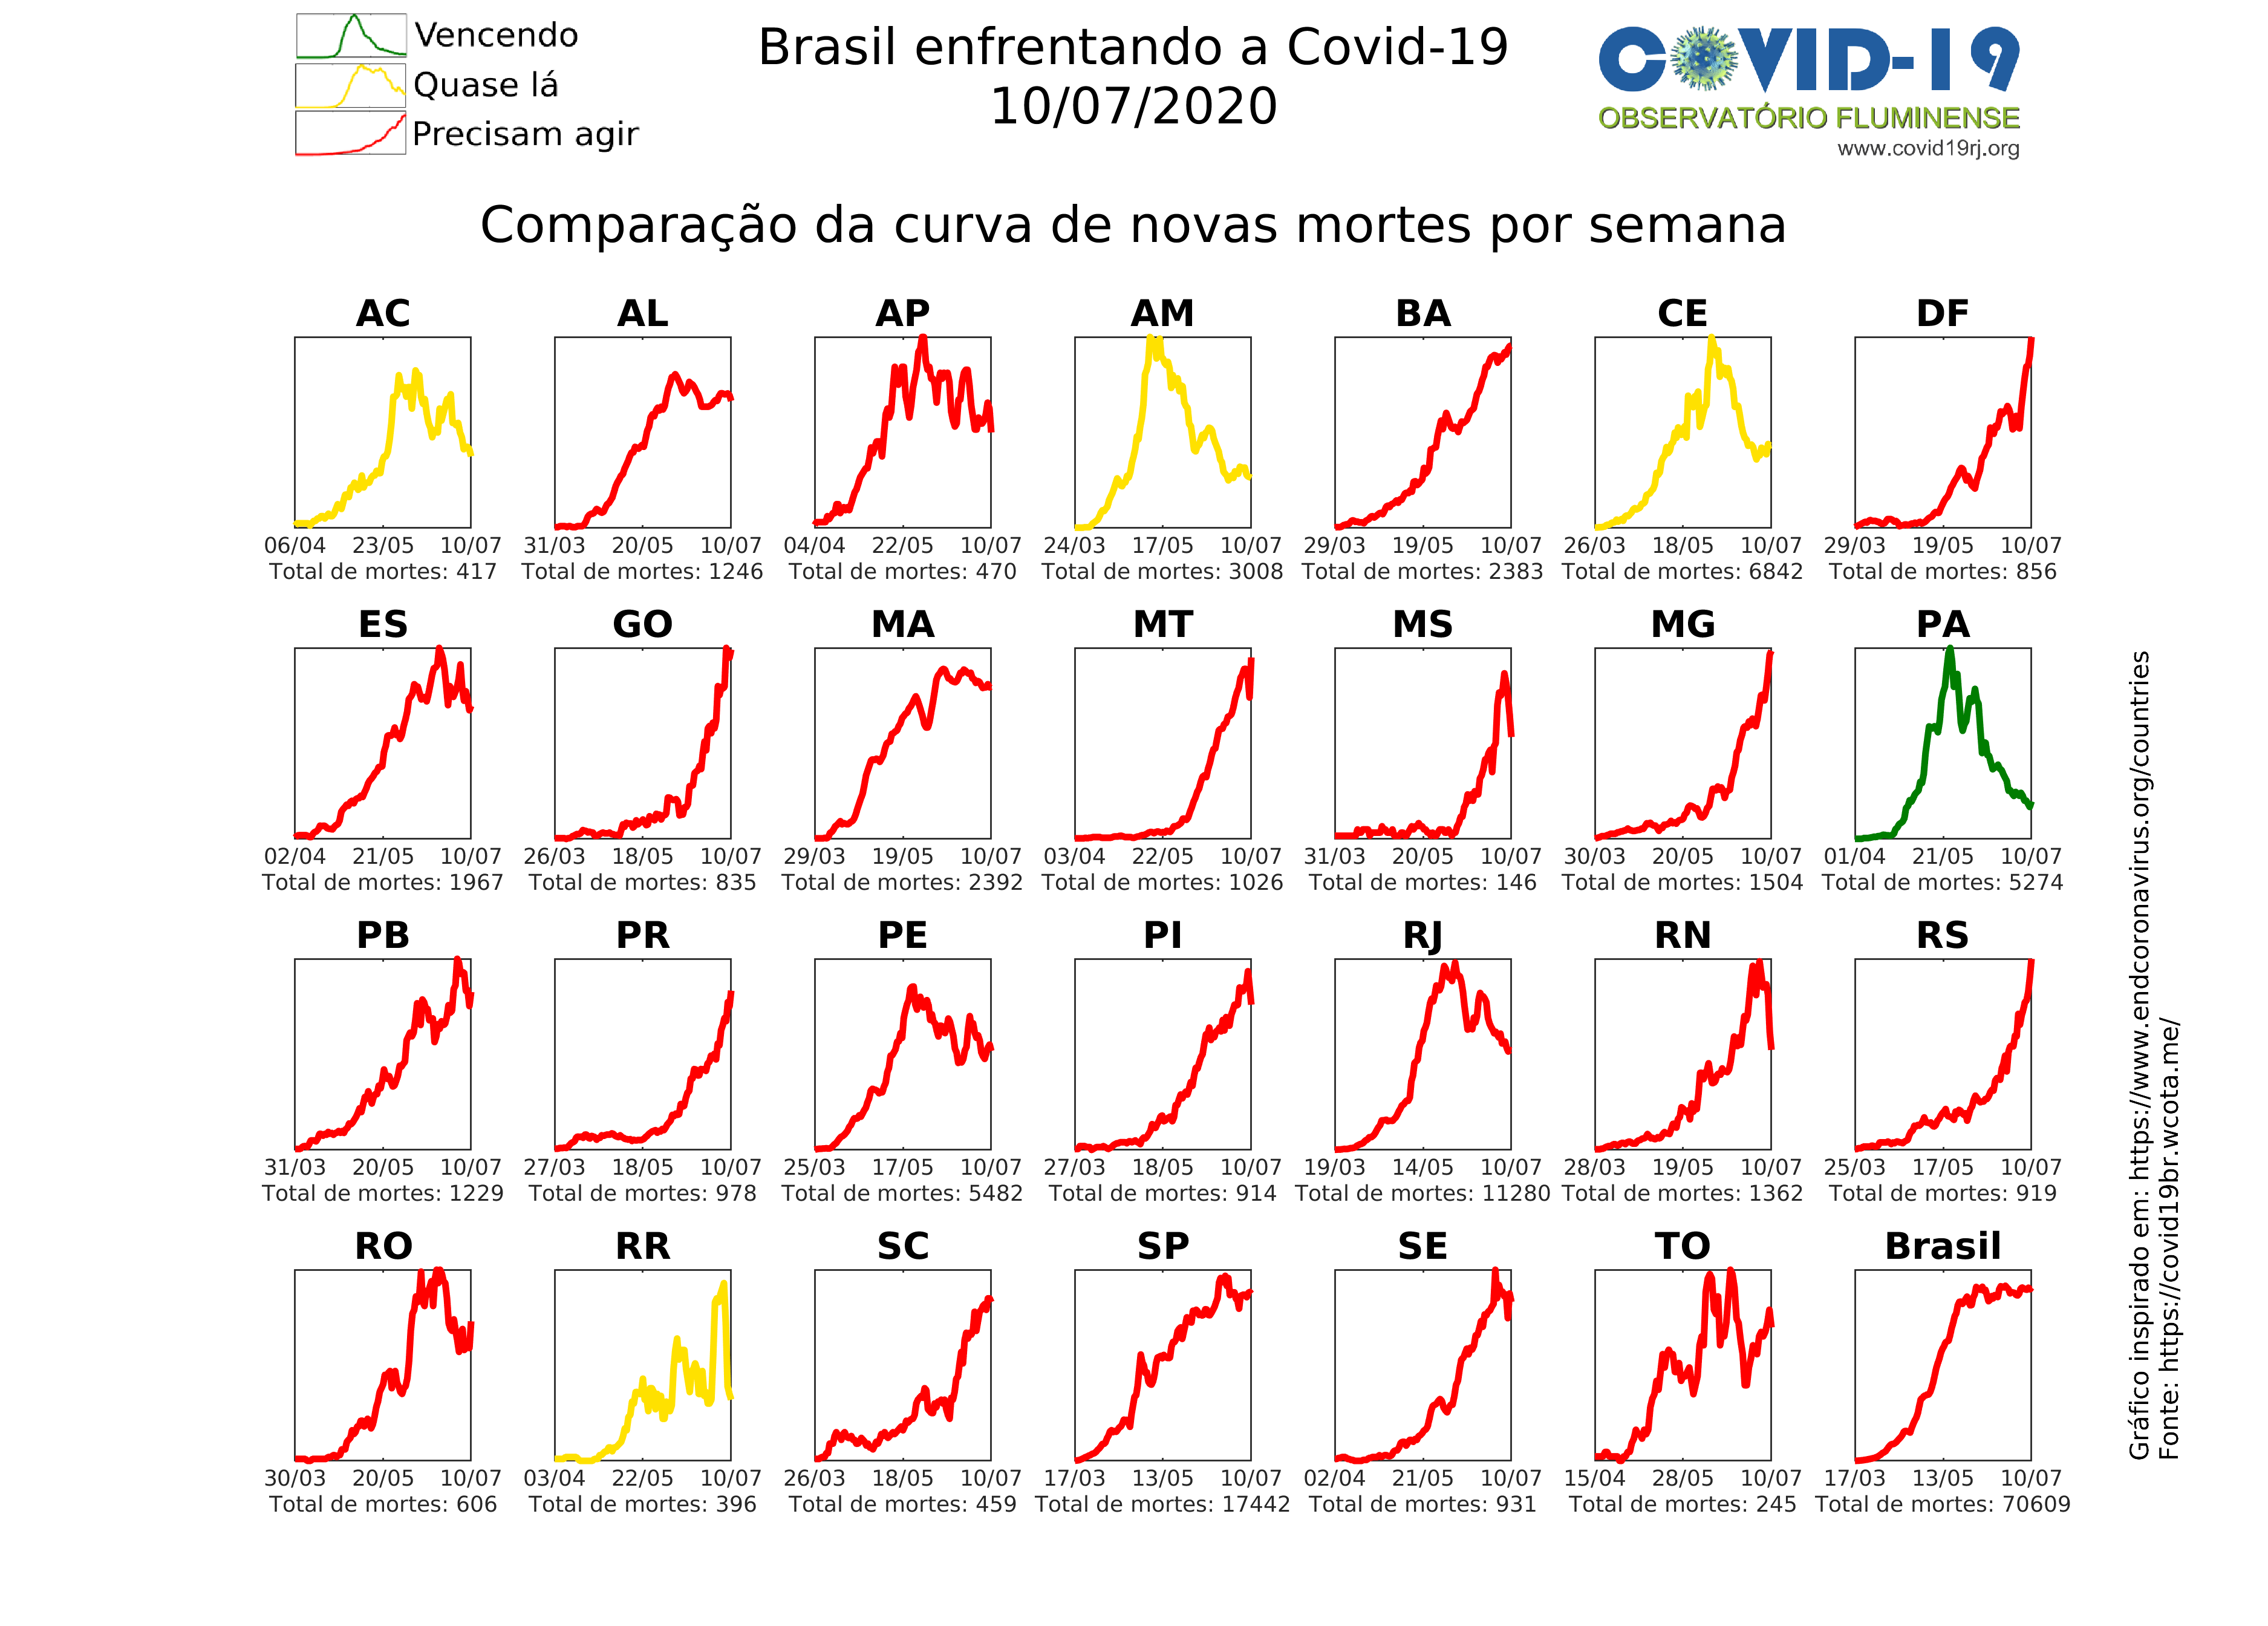 Vencendo
Quase lá
Precisam agir
Brasil enfrentando a Covid-19
10/07/2020
COVID-19
OBSERVATÓRIO FLUMINENSE
www.covid19rj.org
Comparação da curva de novas mortes por semana
AC AL AP AM BA CE DF
06/04 23/05 10/07 31/03 20/05 10/07 04/04 22/05 10/07 24/03 17/05 10/07 29/03 19/05 10/07 26/03 18/05 10/07 29/03 19/05 10/07
Total de mortes: 417 Total de mortes: 1246 Total de mortes: 470 Total de mortes: 3008 Total de mortes: 2383 Total de mortes: 6842 Total de mortes: 856
ES GO MA MT MS MG PA
02/04 21/05 10/07 26/03 18/05 10/07 29/03 19/05 10/07 03/04 22/05 10/07 31/03 20/05 10/07 30/03 20/05 10/07 01/04 21/05 10/07
Total de mortes: 1967 Total de mortes: 835 Total de mortes: 2392 Total de mortes: 1026 Total de mortes: 146 Total de mortes: 1504 Total de mortes: 5274
PB PR PE PI RJ RN RS
31/03 20/05 10/07 27/03 18/05 10/07 25/03 17/05 10/07 27/03 18/05 10/07 19/03 14/05 10/07 28/03 19/05 10/07 25/03 17/05 10/07
Total de mortes: 1229 Total de mortes: 978 Total de mortes: 5482 Total de mortes: 914 Total de mortes: 11280 Total de mortes: 1362 Total de mortes: 919
RO RR SC SP SE TO Brasil
30/03 20/05 10/07 03/04 22/05 10/07 26/03 18/05 10/07 17/03 13/05 10/07 02/04 21/05 10/07 15/04 28/05 10/07 17/03 13/05 10/07
Total de mortes: 606 Total de mortes: 396 Total de mortes: 459 Total de mortes: 17442 Total de mortes: 931 Total de mortes: 245 Total de mortes: 70609
Gráfico inspirado em: https://www.endcoronavirus.org/countries
Fonte: https://covid19br.wcota.me/